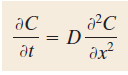 ∂C/∂t = D ∂²C/∂x²